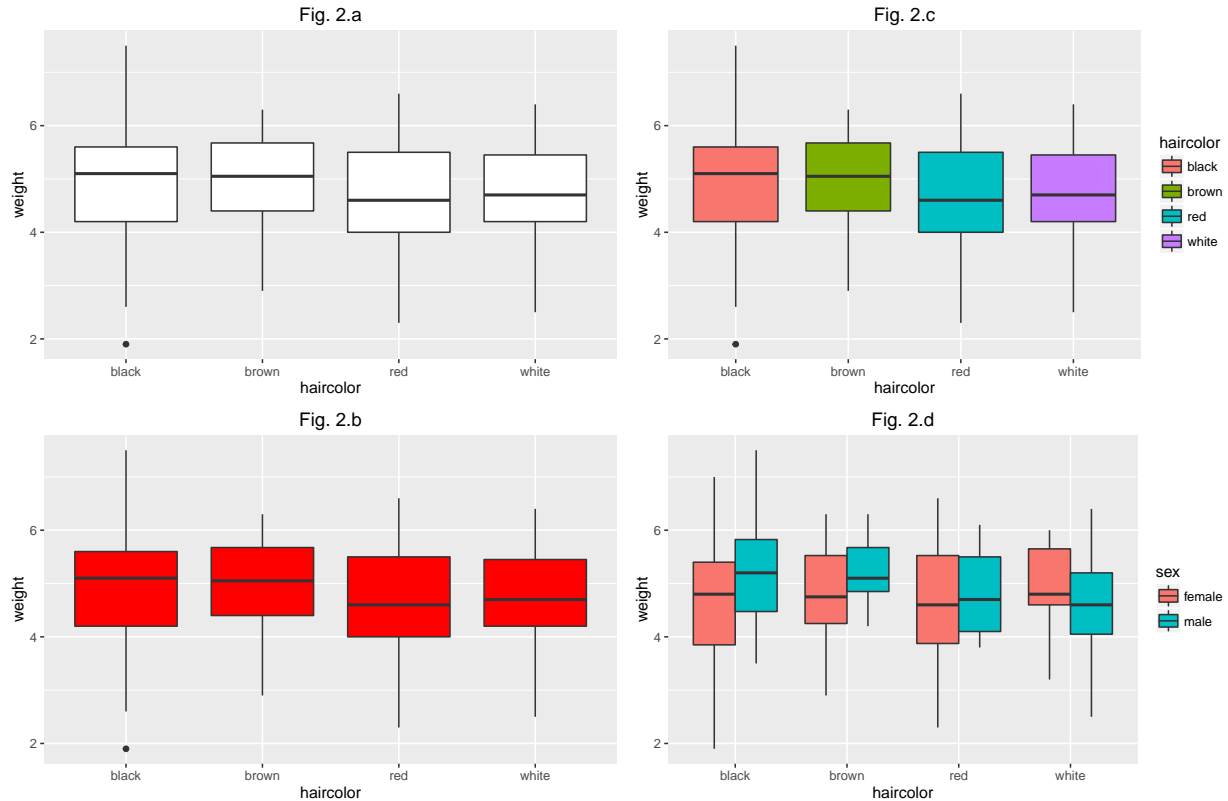 Fig. 2.a
weight
6
4
2
black brown red white
haircolor
Fig. 2.c
weight
6
4
2
black brown red white
haircolor
haircolor
black
brown
red
white
Fig. 2.b
weight
6
4
2
black brown red white
haircolor
Fig. 2.d
weight
6
4
2
black brown red white
haircolor
sex
female
male